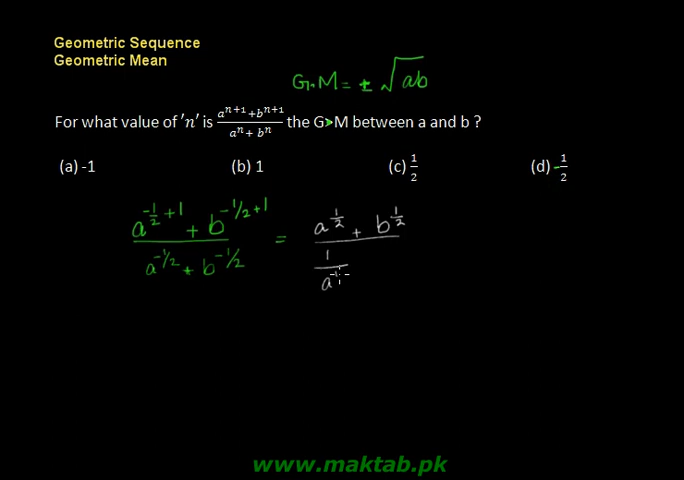 Geometric Sequence
Geometric Mean
G.M = ± √ab
For what value of 'n' is (a^(n+1) + b^(n+1))/(a^n + b^n) the G.M between a and b ?
(a) -1 (b) 1 (c) 1/2 (d) -1/2
(a^(-1/2+1) + b^(-1/2+1))/(a^(-1/2) + b^(-1/2)) = (a^(1/2) + b^(1/2))/(1/a
www.maktab.pk